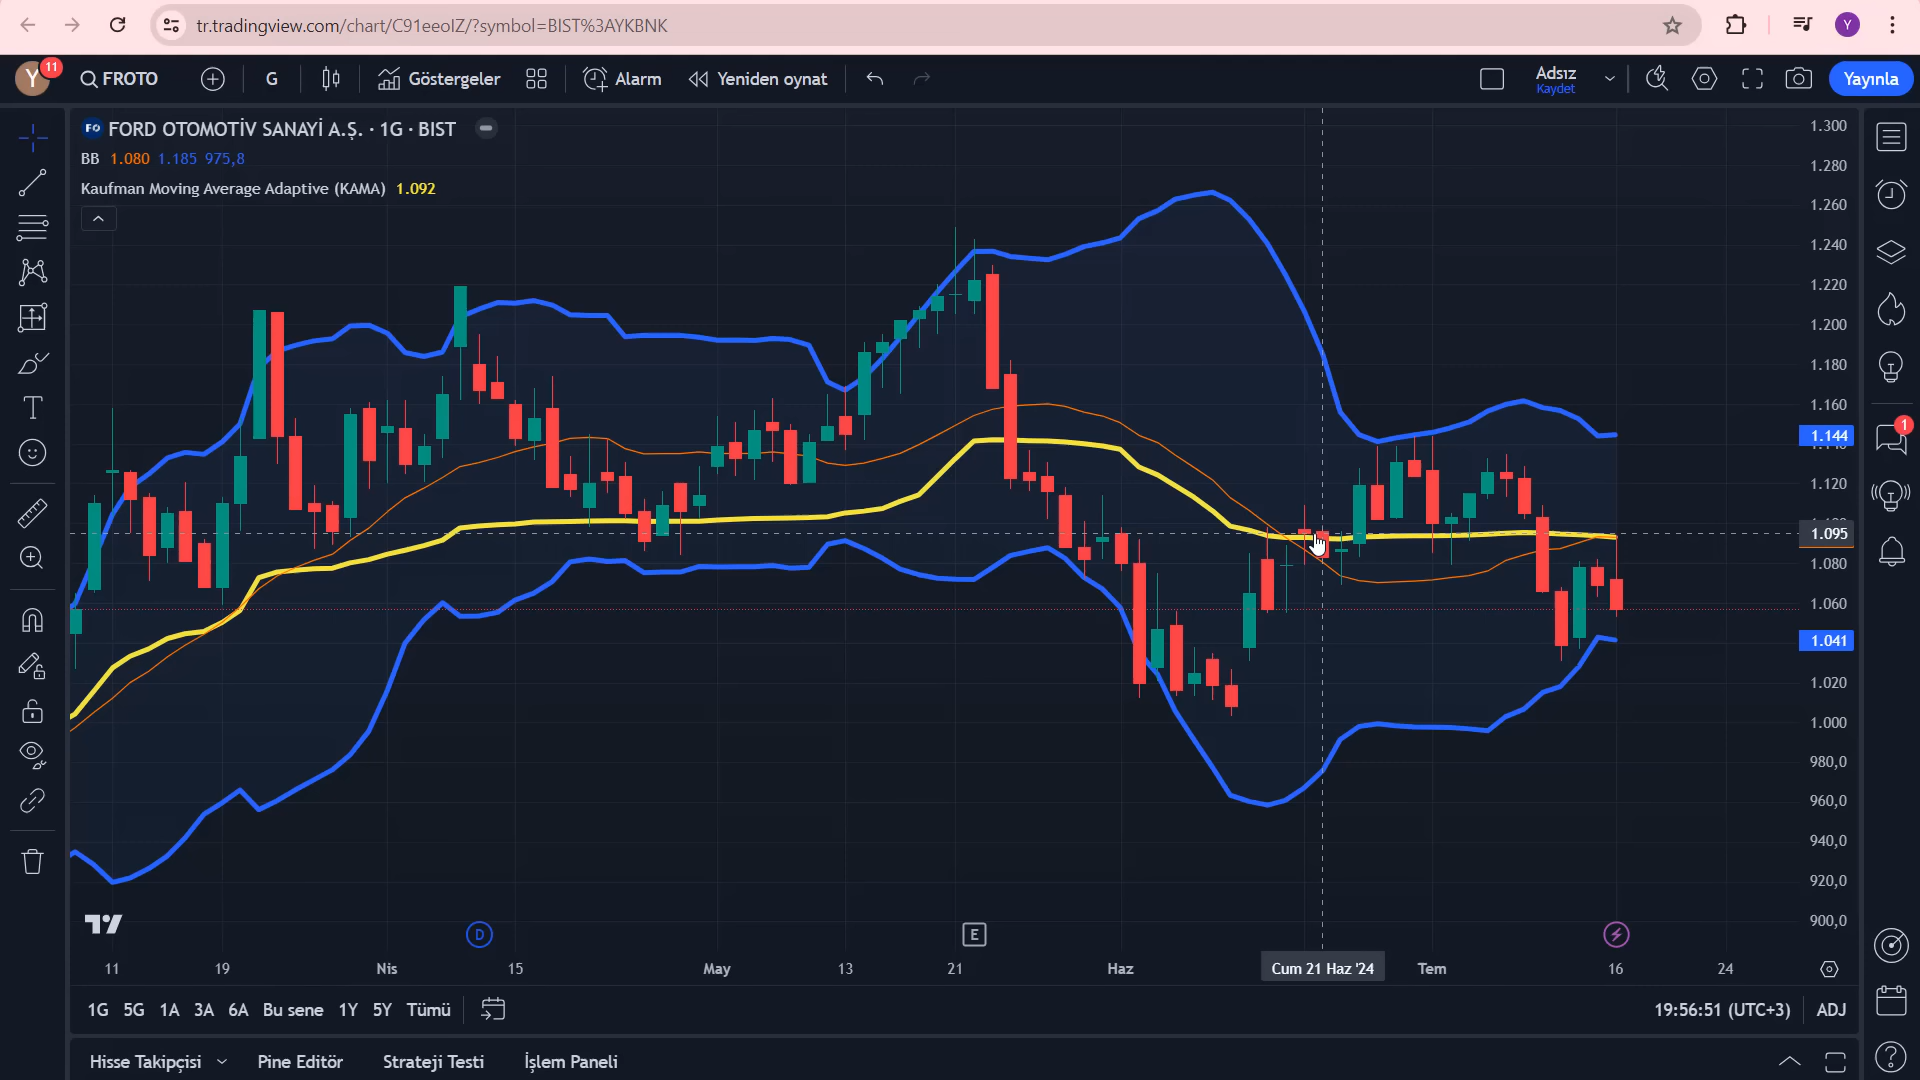 tr.tradingview.com/chart/C91eeoIZ/?symbol=BIST%3AYKBNK
Y
Y 11
FROTO
G
Göstergeler
Alarm
Yeniden oynat
Adsız
Kaydet
Yayınla
FORD OTOMOTİV SANAYİ A.Ş. · 1G · BIST
BB 1.080 1.185 975,8
Kaufman Moving Average Adaptive (KAMA) 1.092
1.300
1.280
1.260
1.240
1.220
1.200
1.180
1.160
1.144
1.120
1.095
1.080
1.060
1.041
1.020
1.000
980,0
960,0
940,0
920,0
900,0
1
D
E
11 19 Nis 15 May 13 21 Haz Cum 21 Haz '24 Tem 16 24
1G 5G 1A 3A 6A Bu sene 1Y 5Y Tümü
19:56:51 (UTC+3) ADJ
Hisse Takipçisi Pine Editör Strateji Testi İşlem Paneli